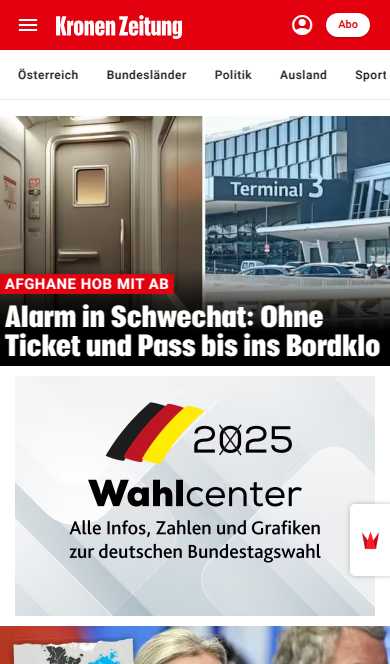 Kronen Zeitung
Abo
Österreich Bundesländer Politik Ausland Sport
Terminal 3
AFGHANE HOB MIT AB
Alarm in Schwechat: Ohne
Ticket und Pass bis ins Bordklo
2025
Wahlcenter
Alle Infos, Zahlen und Grafiken
zur deutschen Bundestagswahl